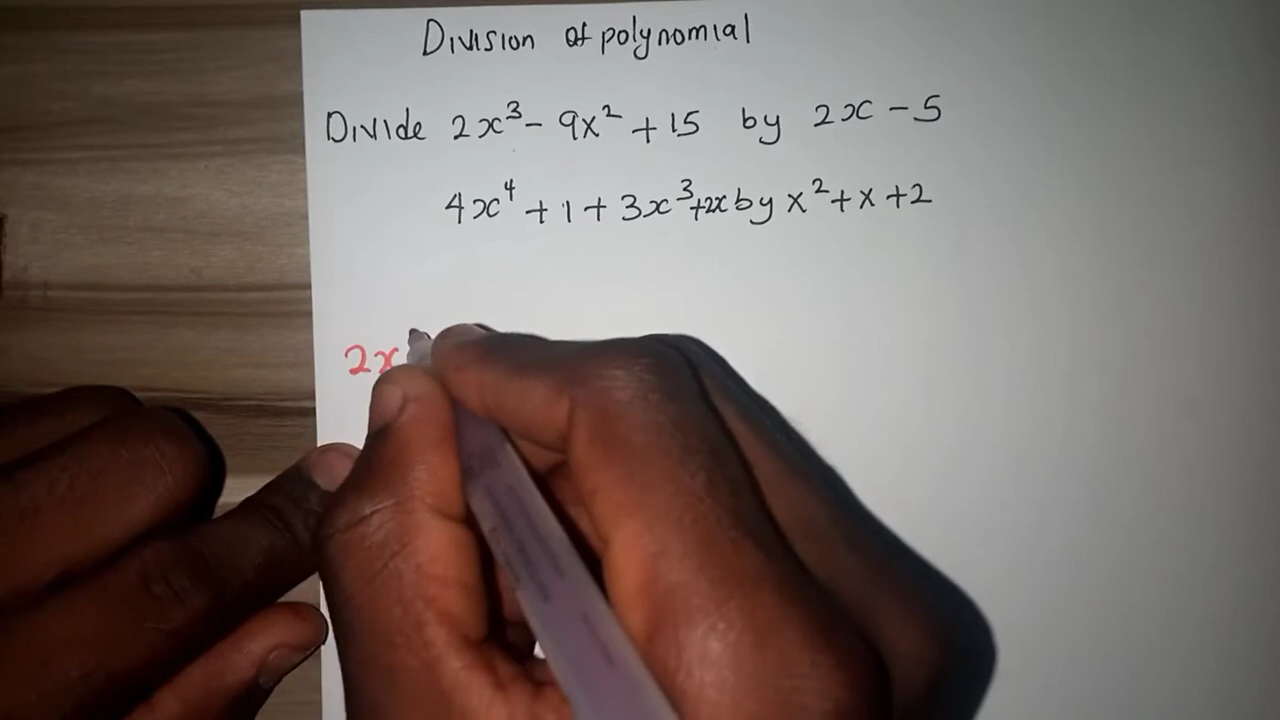 Division of polynomial
Divide 2x³ - 9x² + 15 by 2x - 5
4x⁴ + 1 + 3x³ + 2x by x² + x + 2
2x